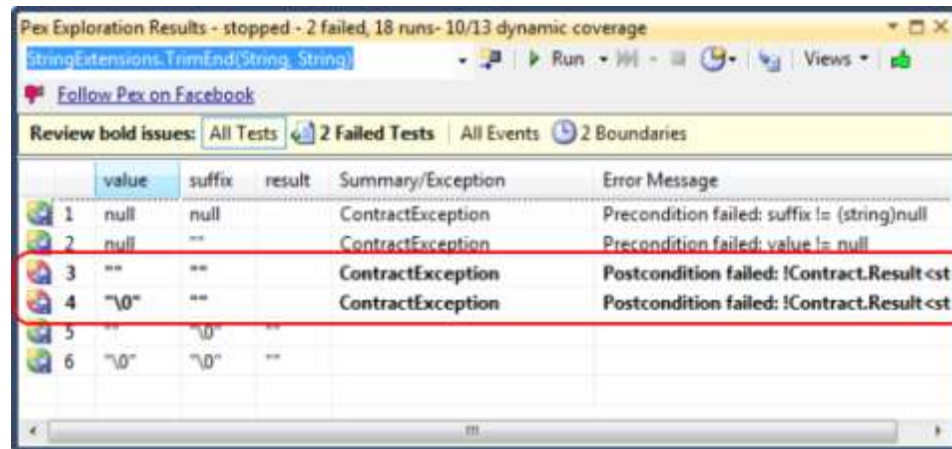 Pex Exploration Results - stopped - 2 failed, 18 runs- 10/13 dynamic coverage
StringExtensions.TrimEnd(String, String) Run Views
Follow Pex on Facebook
Review bold issues: All Tests 2 Failed Tests All Events 2 Boundaries
value suffix result Summary/Exception Error Message
1 null null ContractException Precondition failed: suffix != (string)null
2 null "" ContractException Precondition failed: value != null
3 "" "" ContractException Postcondition failed: !Contract.Result<st
4 "\0" "" ContractException Postcondition failed: !Contract.Result<st
5 "" "\0" ""
6 "\0" "\0" ""